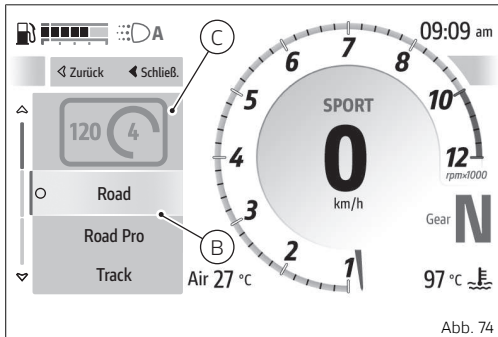 A
C
09:09 am
Zurück Schließ.
120 4
Road
B
Road Pro
Track
1
2
3
4
5
6
7
8
10
12
rpm×1000
SPORT
0
km/h
Gear N
Air 27 °C
97 °C
Abb. 74